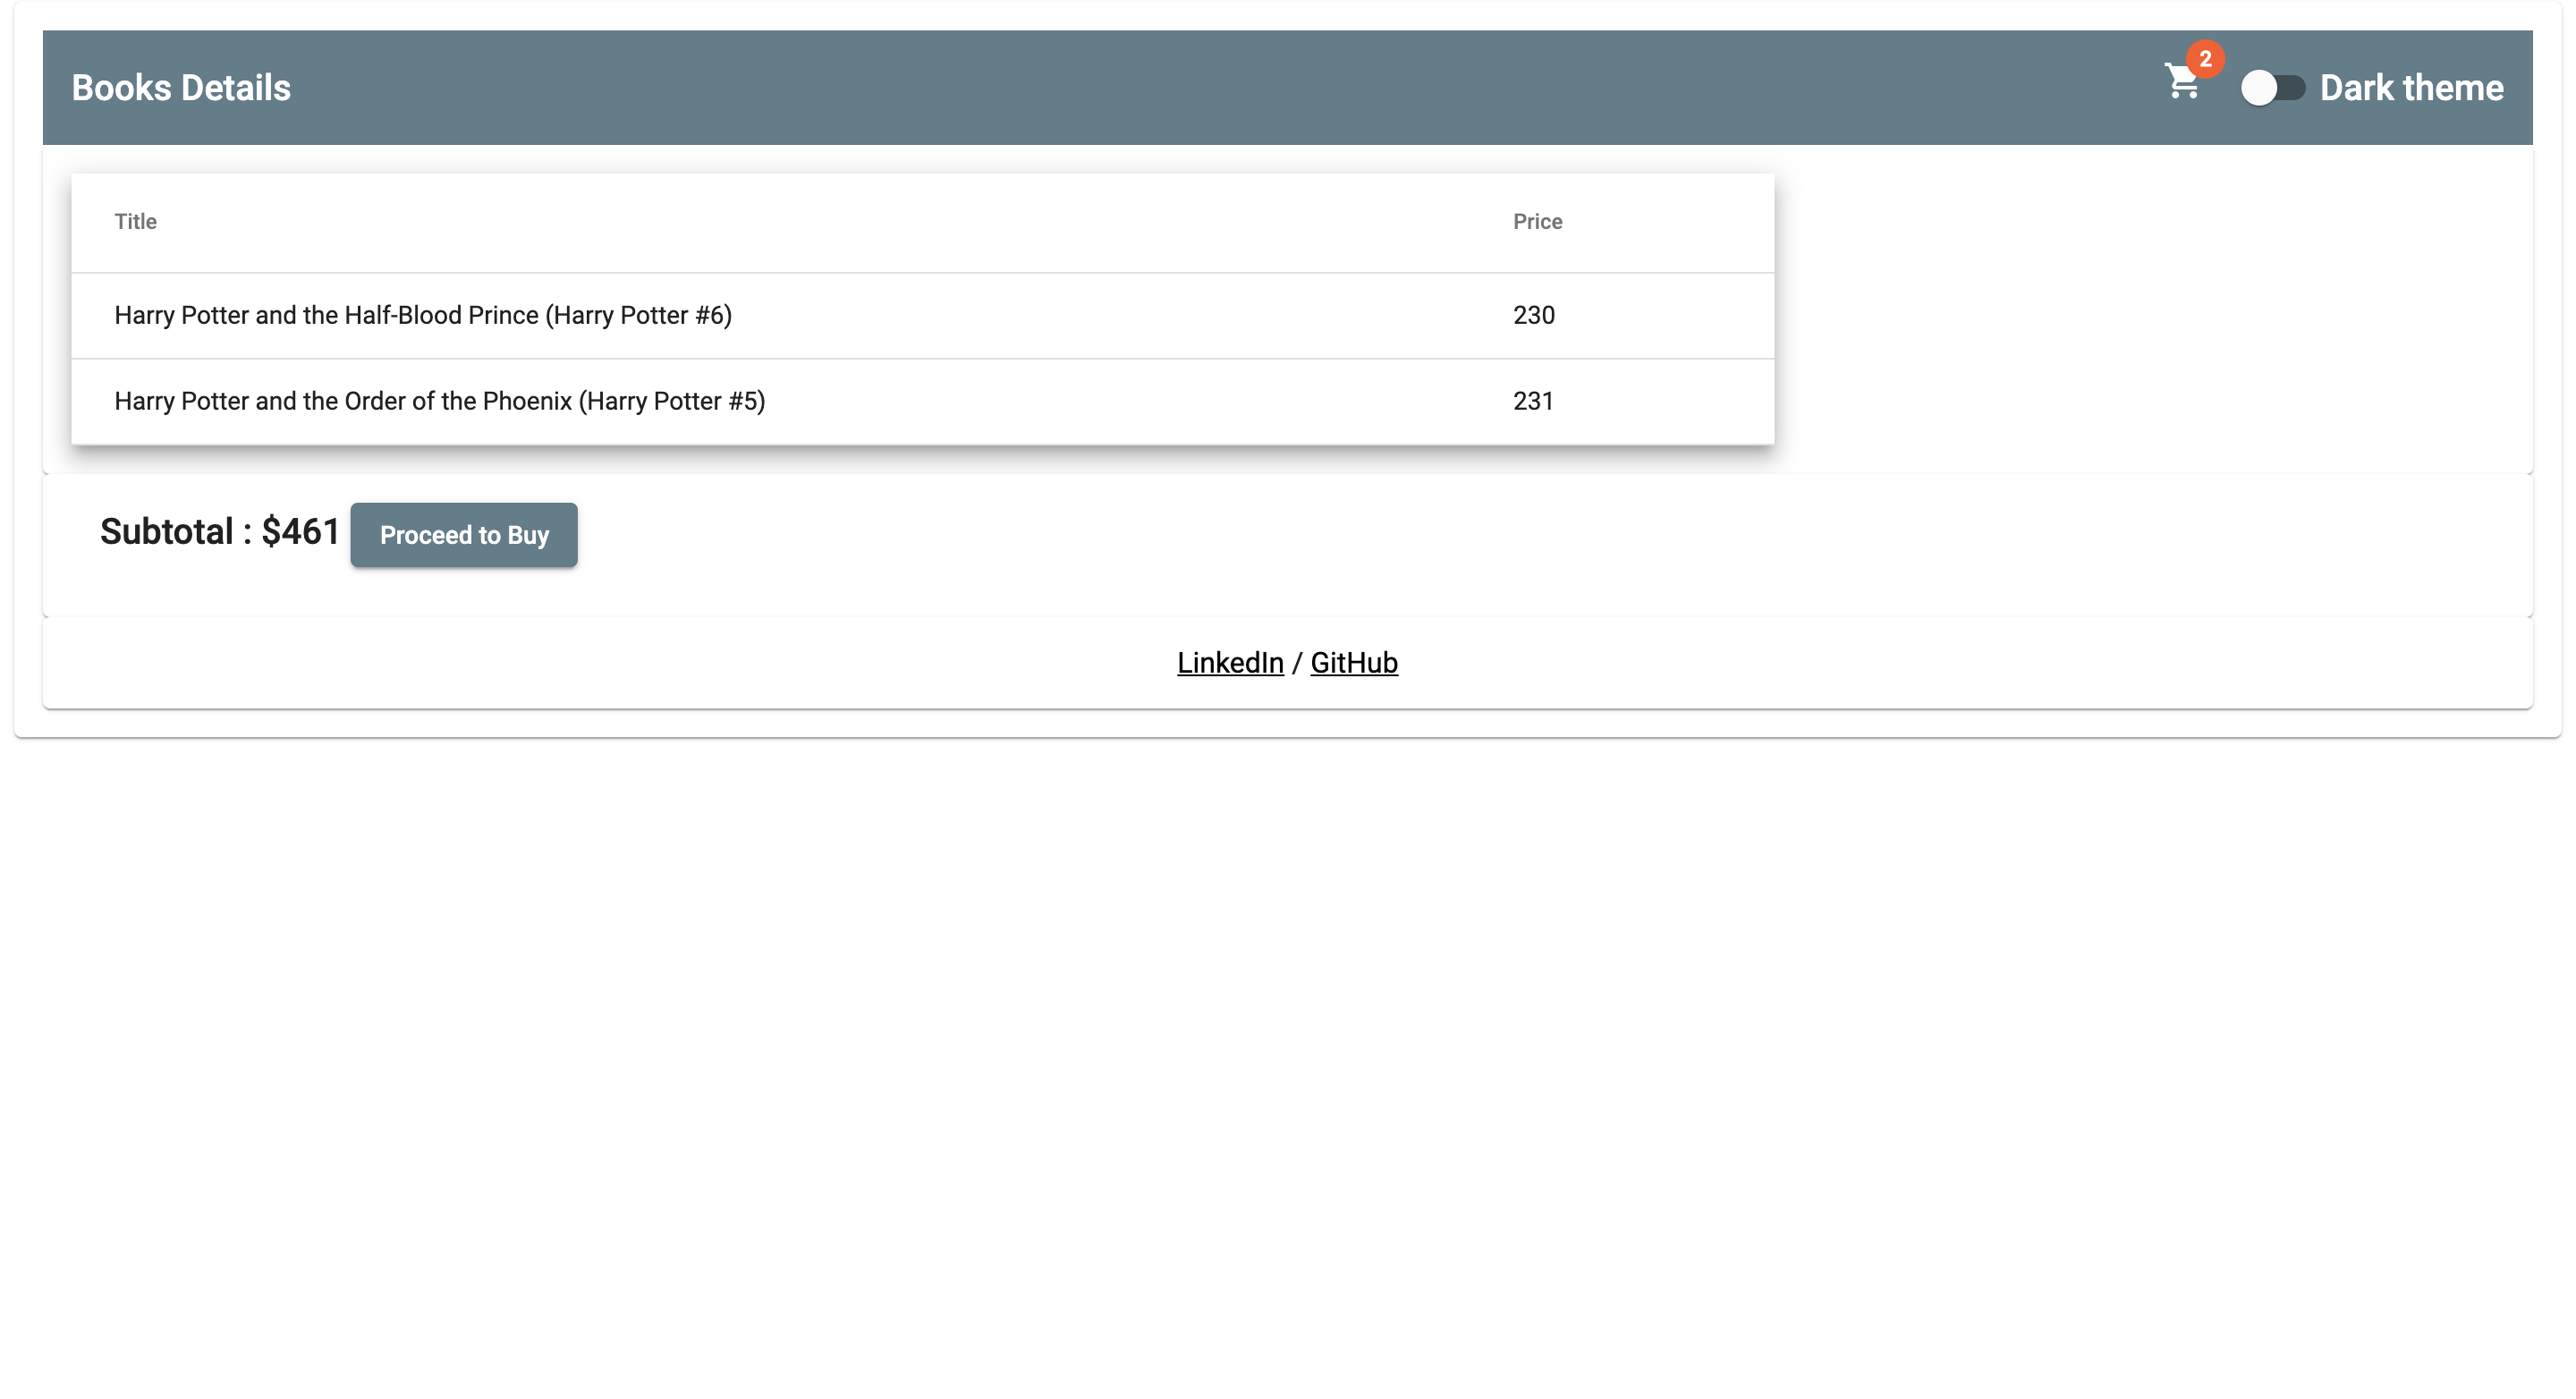 Books Details 2 Dark theme
Title Price
Harry Potter and the Half-Blood Prince (Harry Potter #6) 230
Harry Potter and the Order of the Phoenix (Harry Potter #5) 231
Subtotal : $461 Proceed to Buy
LinkedIn / GitHub